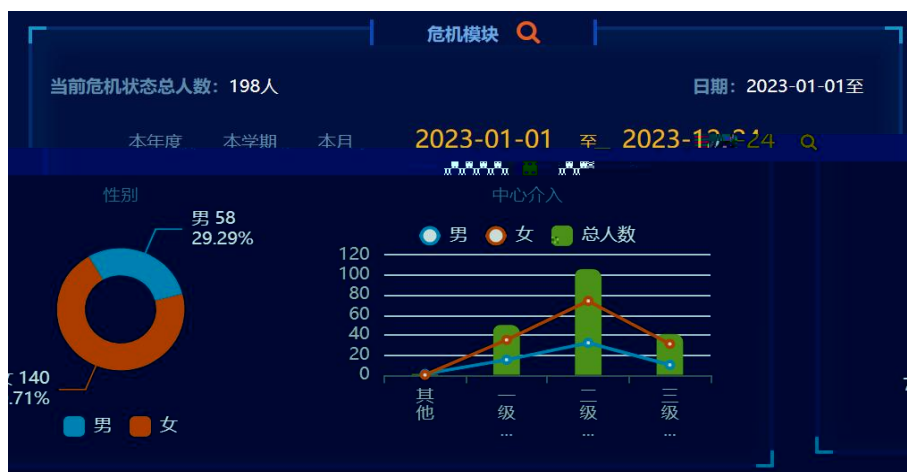 危机模块
当前危机状态总人数：198人
日期：2023-01-01至
本年度 本学期 本月 2023-01-01 至
性别
中心介入
男 58
29.29%
男 女 总人数
120
100
80
60
40
20
0
140
.71%
其他 一级... 二级... 三级...
男 女